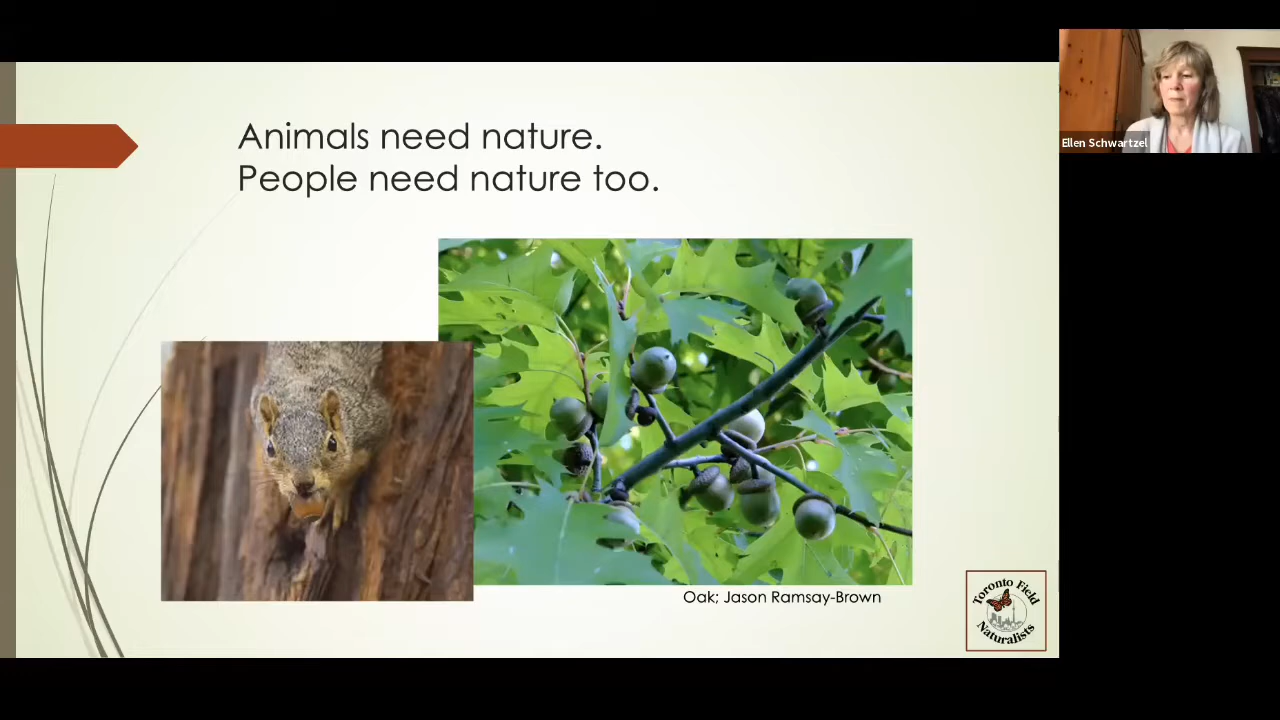 Animals need nature.
People need nature too.
Ellen Schwartzel
Oak; Jason Ramsay-Brown
Toronto Field
Naturalists